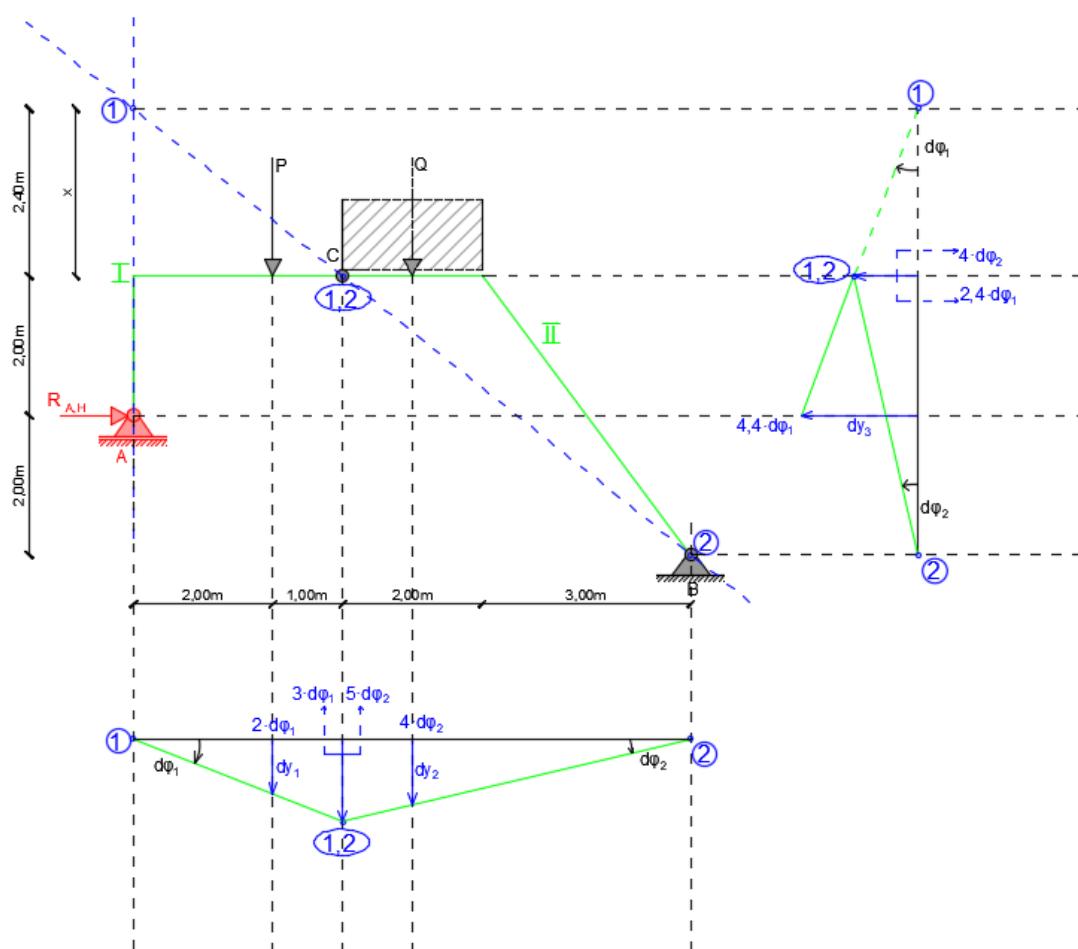 1
1
dφ₁
2,40m
x
P
Q
C
I
1,2
1,2
4·dφ₂
2,4·dφ₁
II
2,00m
R A,H
A
4,4·dφ₁
dy₃
2,00m
dφ₂
2
B
2
2,00m
1,00m
2,00m
3,00m
3·dφ₁
5·dφ₂
2·dφ₁
4·dφ₂
1
2
dφ₁
dy₁
dy₂
dφ₂
1,2